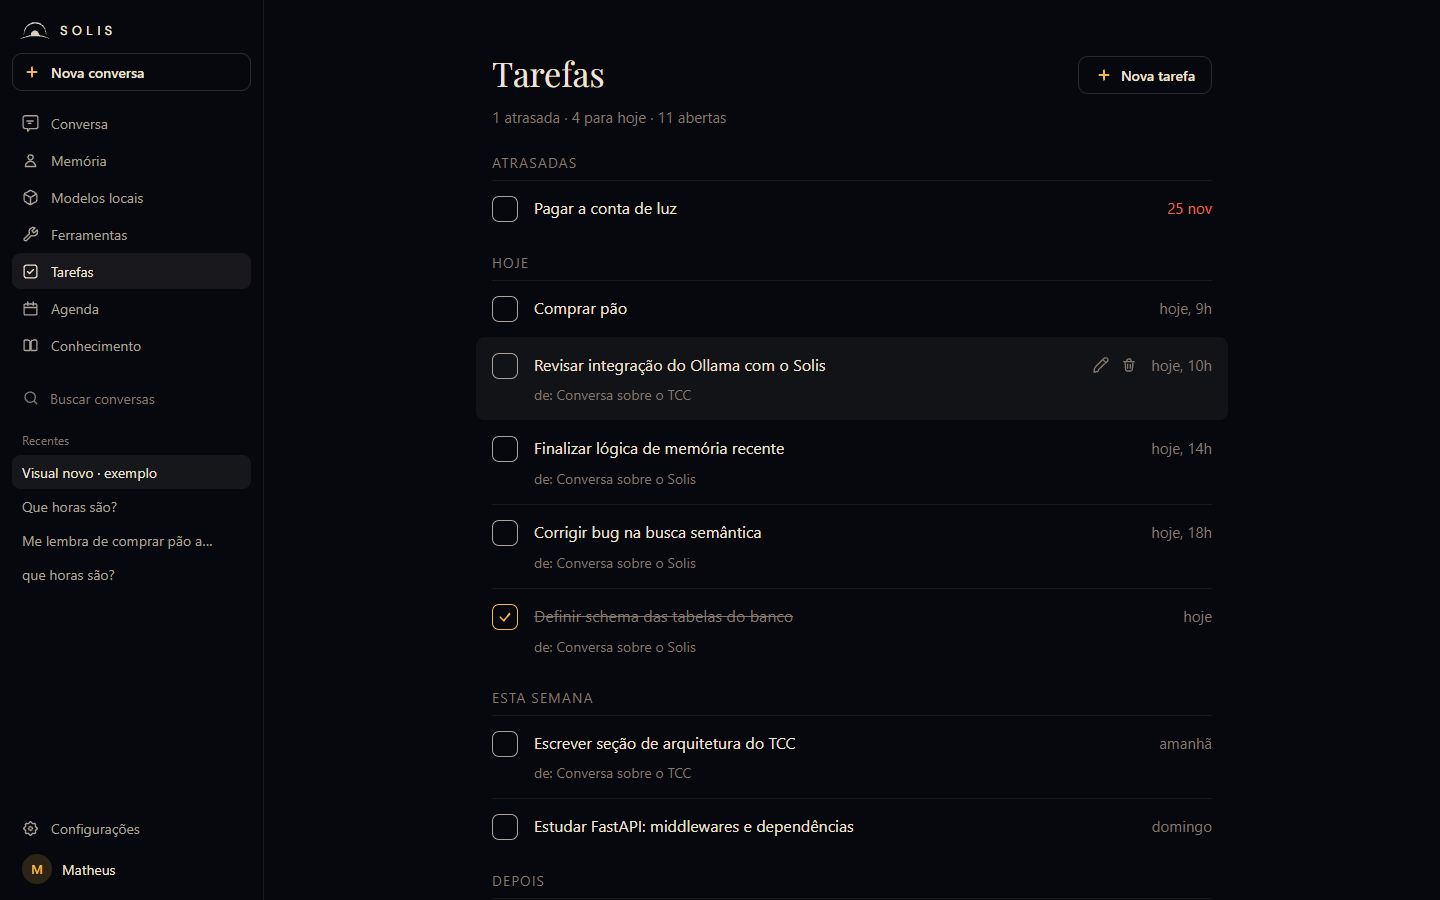 SOLIS
Nova conversa
Conversa
Memória
Modelos locais
Ferramentas
Tarefas
Agenda
Conhecimento
Buscar conversas
Recentes
Visual novo · exemplo
Que horas são?
Me lembra de comprar pão a...
que horas são?
Configurações
M Matheus
Tarefas
Nova tarefa
1 atrasada · 4 para hoje · 11 abertas
ATRASADAS
Pagar a conta de luz 25 nov
HOJE
Comprar pão hoje, 9h
Revisar integração do Ollama com o Solis hoje, 10h
de: Conversa sobre o TCC
Finalizar lógica de memória recente hoje, 14h
de: Conversa sobre o Solis
Corrigir bug na busca semântica hoje, 18h
de: Conversa sobre o Solis
Definir schema das tabelas do banco hoje
de: Conversa sobre o Solis
ESTA SEMANA
Escrever seção de arquitetura do TCC amanhã
de: Conversa sobre o TCC
Estudar FastAPI: middlewares e dependências domingo
DEPOIS